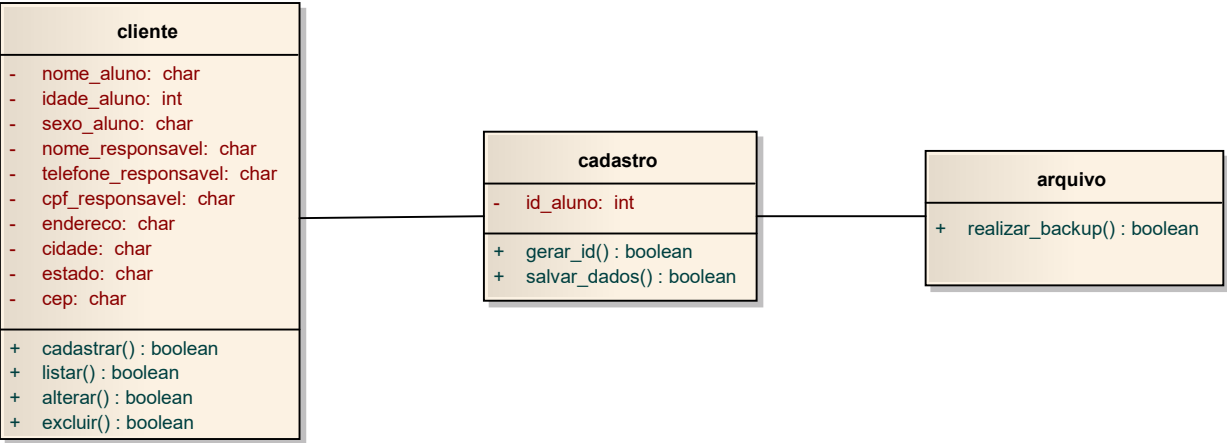 cliente
- nome_aluno: char
- idade_aluno: int
- sexo_aluno: char
- nome_responsavel: char
- telefone_responsavel: char
- cpf_responsavel: char
- endereco: char
- cidade: char
- estado: char
- cep: char
+ cadastrar() : boolean
+ listar() : boolean
+ alterar() : boolean
+ excluir() : boolean
cadastro
- id_aluno: int
+ gerar_id() : boolean
+ salvar_dados() : boolean
arquivo
+ realizar_backup() : boolean